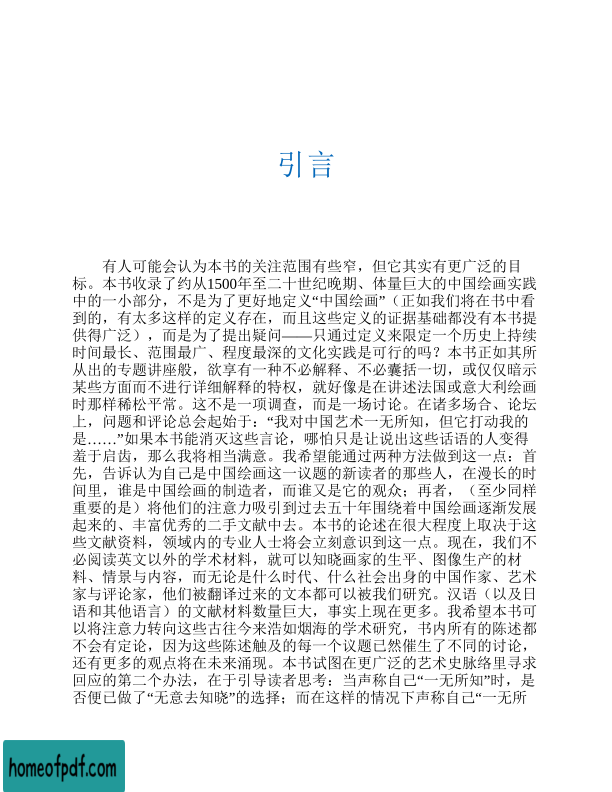 引言
有人可能会认为本书的关注范围有些窄，但它其实有更广泛的目
标。本书收录了约从1500年至二十世纪晚期、体量巨大的中国绘画实践
中的一小部分，不是为了更好地定义“中国绘画”（正如我们将在书中看
到的，有太多这样的定义存在，而且这些定义的证据基础都没有本书提
供得广泛），而是为了提出疑问——只通过定义来限定一个历史上持续
时间最长、范围最广、程度最深的文化实践是可行的吗？本书正如其所
从出的专题讲座般，欲享有一种不必解释、不必囊括一切，或仅仅暗示
某些方面而不进行详细解释的特权，就好像是在讲述法国或意大利绘画
时那样稀松平常。这不是一项调查，而是一场讨论。在诸多场合、论坛
上，问题和评论总会起始于：“我对中国艺术一无所知，但它打动我的
是……”如果本书能消灭这些言论，哪怕只是让说出这些话语的人变得
羞于启齿，那么我将相当满意。我希望能通过两种方法做到这一点：首
先，告诉认为自己是中国绘画这一议题的新读者的那些人，在漫长的时
间里，谁是中国绘画的制造者，而谁又是它的观众；再者，（至少同样
重要的是）将他们的注意力吸引到过去五十年围绕着中国绘画逐渐发展
起来的、丰富优秀的二手文献中去。本书的论述在很大程度上取决于这
些文献资料，领域内的专业人士将会立刻意识到这一点。现在，我们不
必阅读英文以外的学术材料，就可以知晓画家的生平、图像生产的材
料、情景与内容，而无论是什么时代、什么社会出身的中国作家、艺术
家与评论家，他们被翻译过来的文本都可以被我们研究。汉语（以及日
语和其他语言）的文献材料数量巨大，事实上现在更多。我希望本书可
以将注意力转向这些古往今来浩如烟海的学术研究，书内所有的陈述都
不会有定论，因为这些陈述触及的每一个议题已然催生了不同的讨论，
还有更多的观点将在未来涌现。本书试图在更广泛的艺术史脉络里寻求
回应的第二个办法，在于引导读者思考：当声称自己“一无所知”时，是
否便已做了“无意去知晓”的选择；而在这样的情况下声称自己“一无所
homeofpdf.com